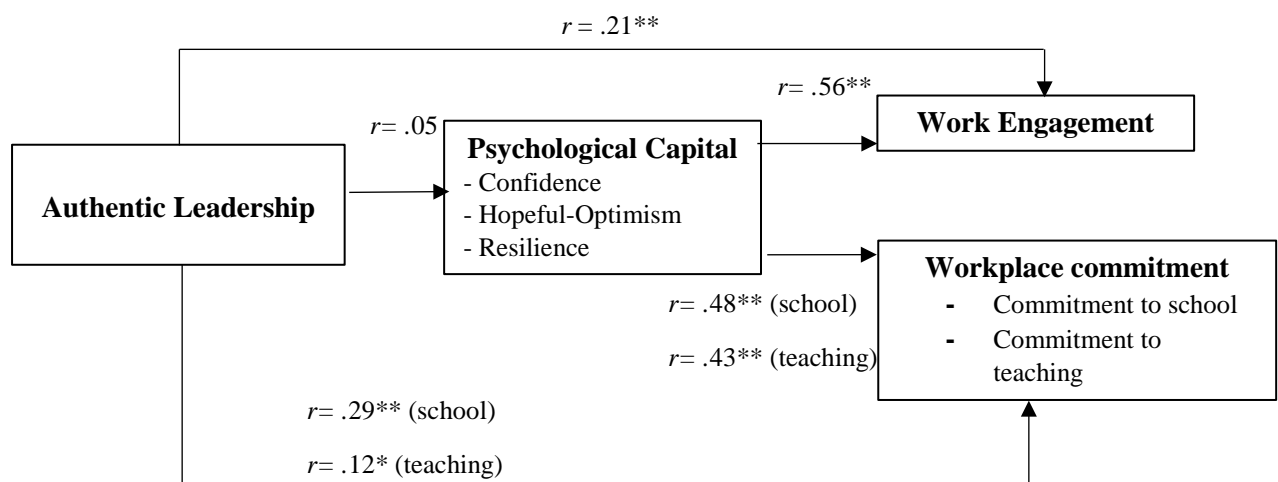 r = .21**
r= .56**
Work Engagement
r= .05
Psychological Capital
- Confidence
- Hopeful-Optimism
- Resilience
Authentic Leadership
Workplace commitment
- Commitment to school
- Commitment to
teaching
r= .48** (school)
r= .43** (teaching)
r= .29** (school)
r= .12* (teaching)